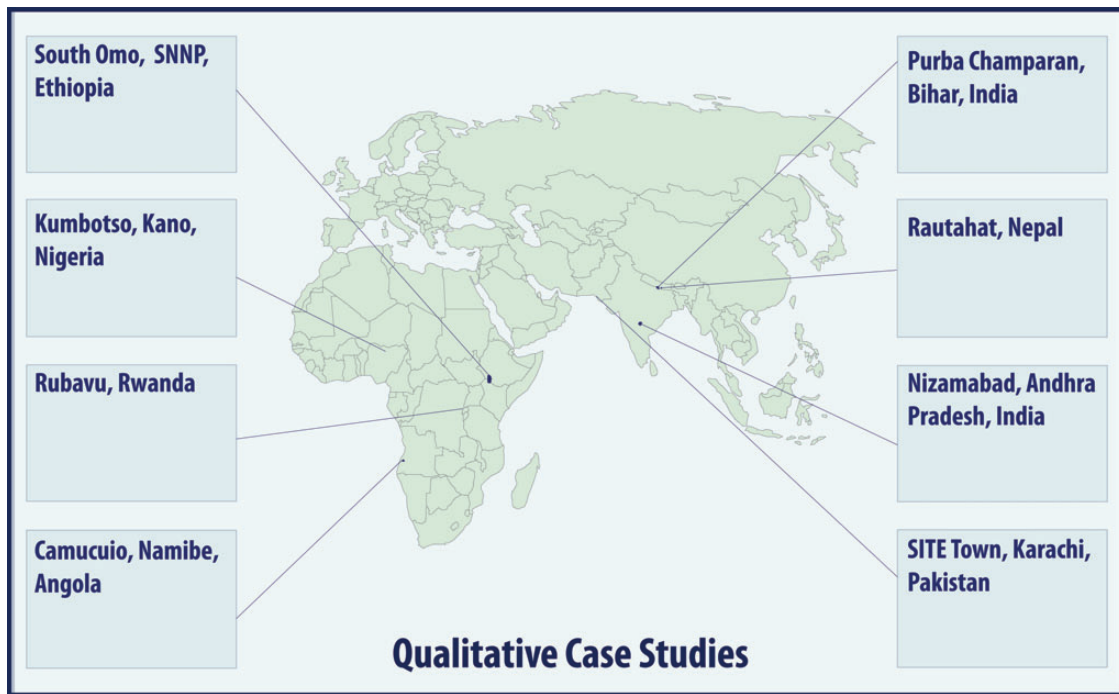 South Omo, SNNP,
Ethiopia
Kumbotso, Kano,
Nigeria
Rubavu, Rwanda
Camucuio, Namibe,
Angola
Purba Champaran,
Bihar, India
Rautahat, Nepal
Nizamabad, Andhra
Pradesh, India
SITE Town, Karachi,
Pakistan
Qualitative Case Studies